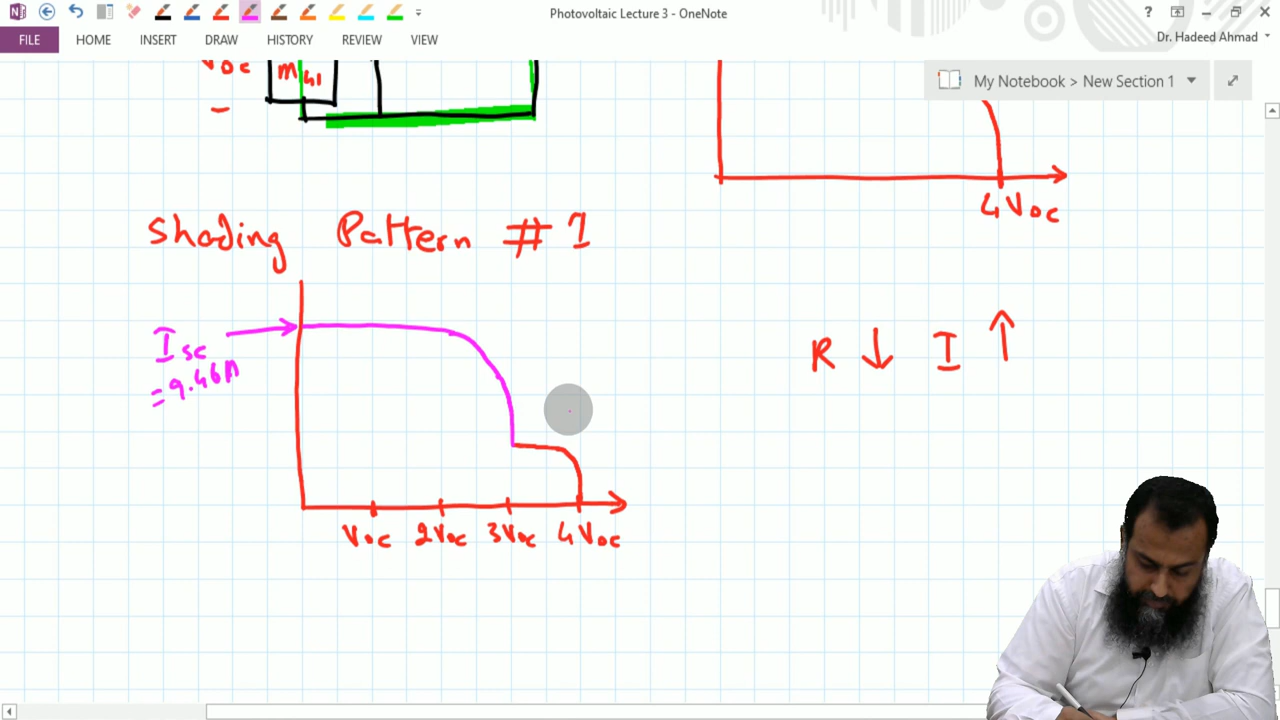 Photovoltaic Lecture 3 - OneNote
?
FILE HOME INSERT DRAW HISTORY REVIEW VIEW
Dr. Hadeed Ahmad
My Notebook > New Section 1
Voc
m41
-
4Voc
Shading Pattern # 1
Isc
= 9.46A
R ↓ I ↑
Voc 2Voc 3Voc 4Voc